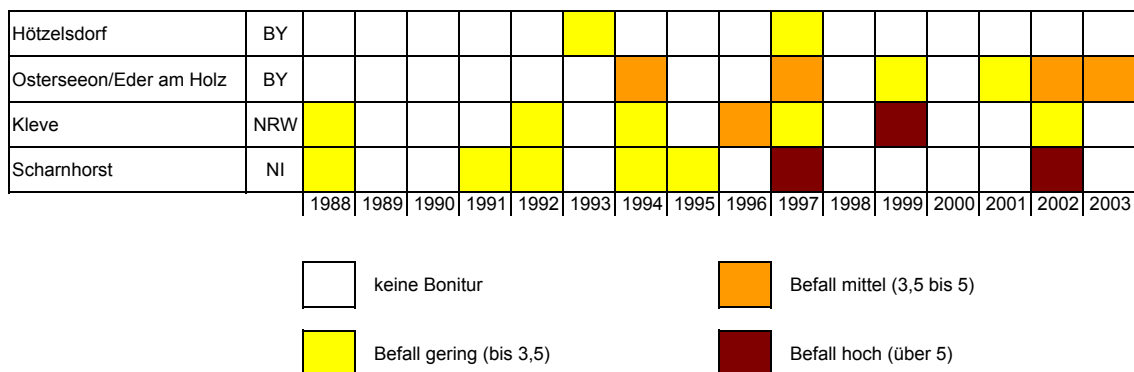 Hötzelsdorf BY
Osterseeon/Eder am Holz BY
Kleve NRW
Scharnhorst NI
1988 1989 1990 1991 1992 1993 1994 1995 1996 1997 1998 1999 2000 2001 2002 2003
keine Bonitur Befall mittel (3,5 bis 5)
Befall gering (bis 3,5) Befall hoch (über 5)